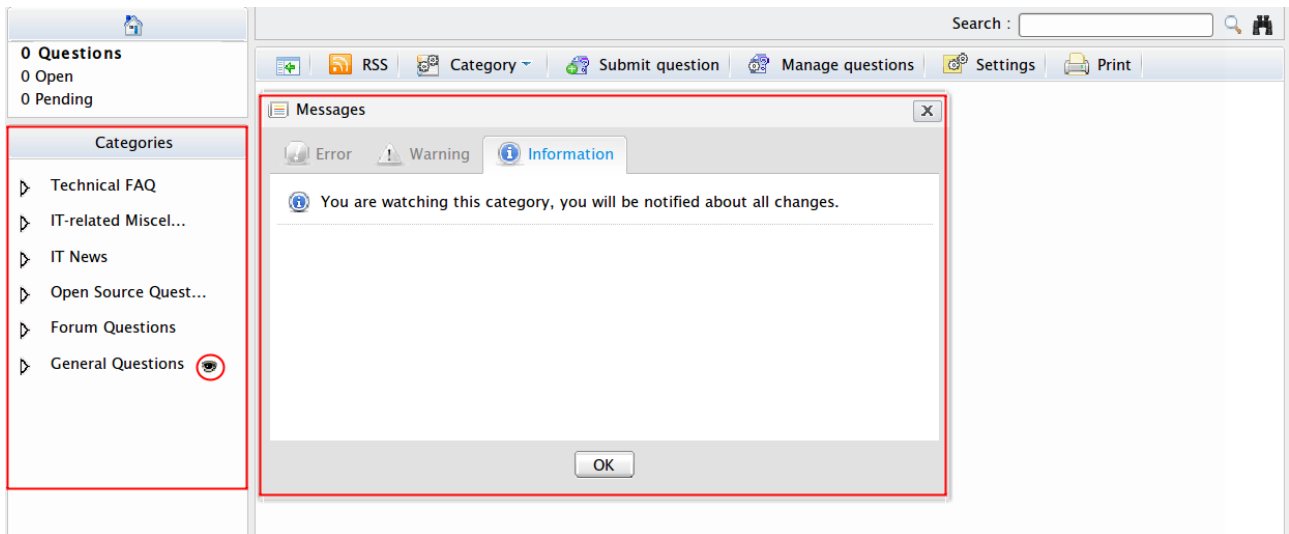 Search :
0 Questions
0 Open
0 Pending
RSS Category Submit question Manage questions Settings Print
Categories
Technical FAQ
IT-related Miscel...
IT News
Open Source Quest...
Forum Questions
General Questions
Messages
Error Warning Information
You are watching this category, you will be notified about all changes.
OK